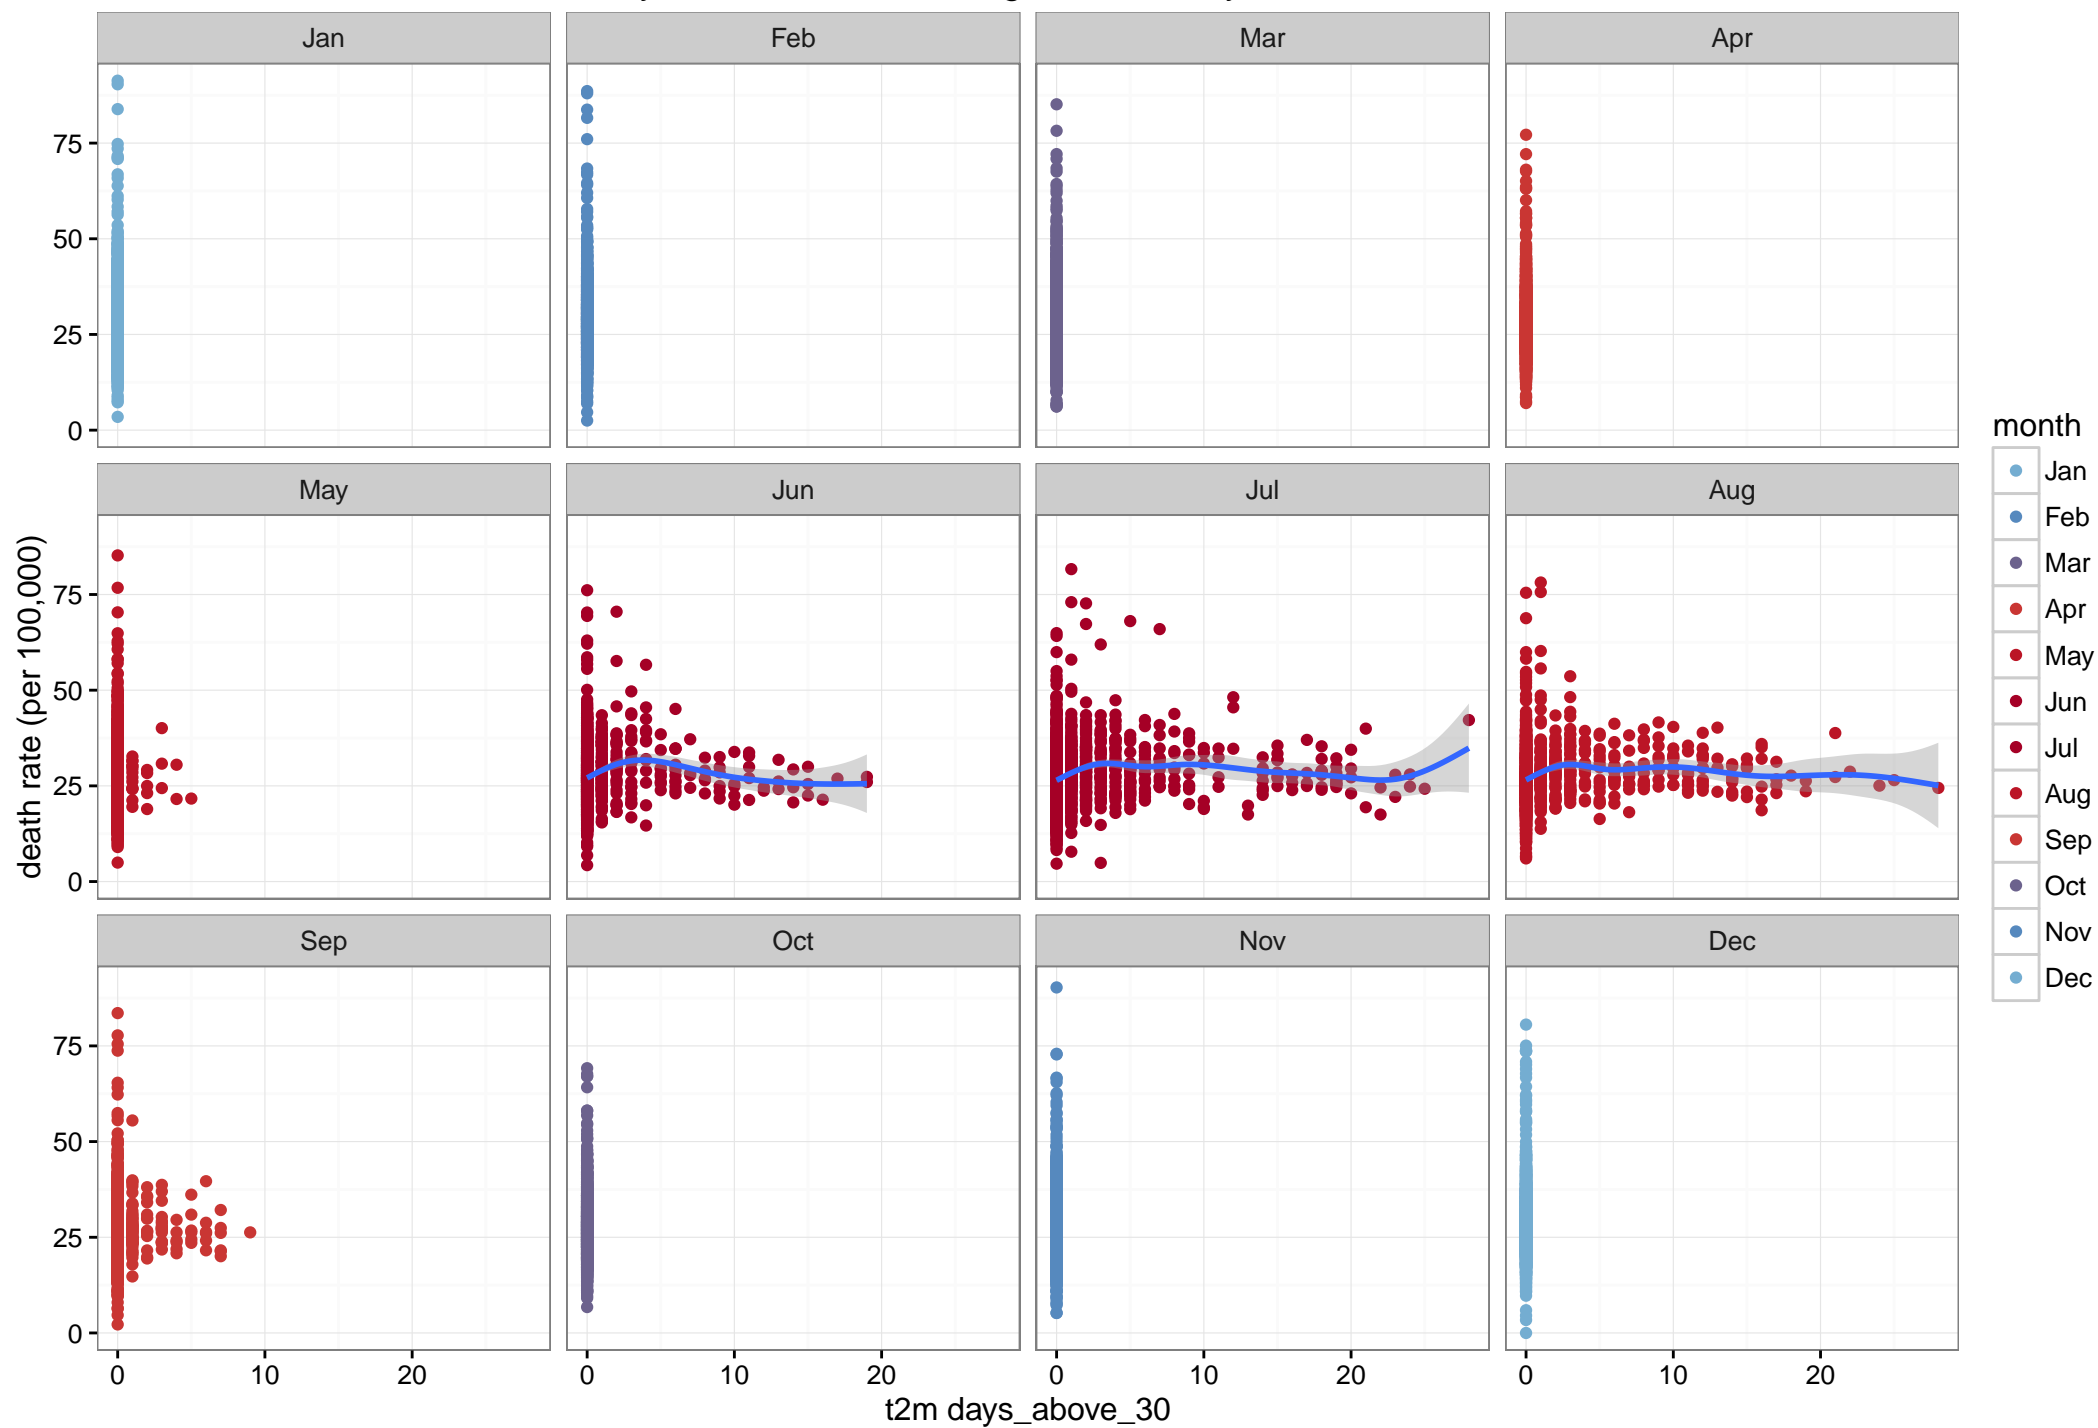 Jan Feb Mar Apr
75
50
25
0
May Jun Jul Aug
75
50
25
0
death rate (per 100,000)
Sep Oct Nov Dec
75
50
25
0
0 10 20 0 10 20 0 10 20 0 10 20
t2m days_above_30
month
Jan
Feb
Mar
Apr
May
Jun
Jul
Aug
Sep
Oct
Nov
Dec